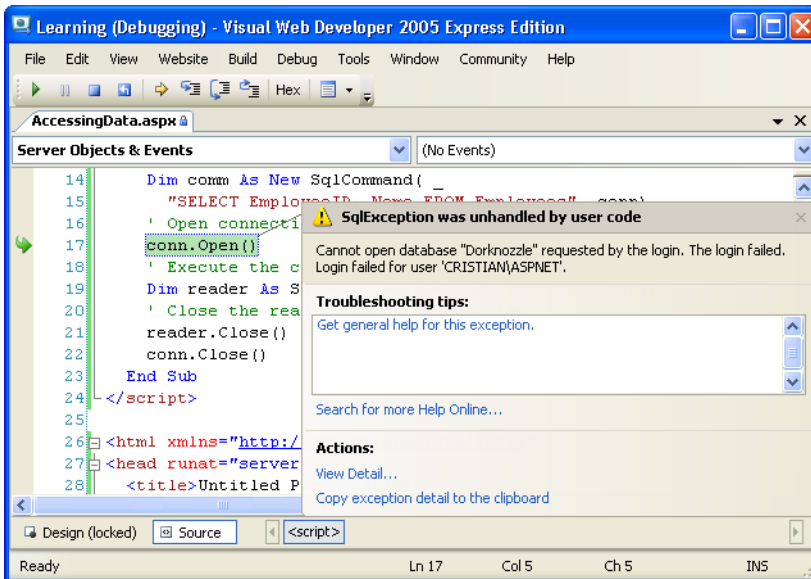 Learning (Debugging) - Visual Web Developer 2005 Express Edition
File Edit View Website Build Debug Tools Window Community Help
Hex
AccessingData.aspx
Server Objects & Events (No Events)
14 Dim comm As New SqlCommand( _
15 "SELECT EmployeeID, Name FROM Employees", conn)
16 ' Open connecti
17 conn.Open()
18 ' Execute the c
19 Dim reader As S
20 ' Close the rea
21 reader.Close()
22 conn.Close()
23 End Sub
24 </script>
25
26 <html xmlns="http:/
27 <head runat="server
28 <title>Untitled P
SqlException was unhandled by user code
Cannot open database "Dorknozzle" requested by the login. The login failed.
Login failed for user 'CRISTIAN\ASPNET'.
Troubleshooting tips:
Get general help for this exception.
Search for more Help Online...
Actions:
View Detail...
Copy exception detail to the clipboard
Design (locked) Source <script>
Ready Ln 17 Col 5 Ch 5 INS